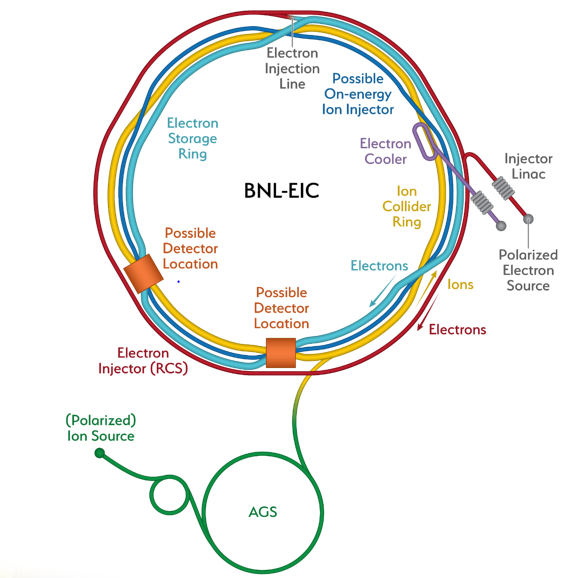 Electron
Injection
Line
Possible
On-energy
Ion Injector
Electron
Storage
Ring
Electron
Cooler
Injector
Linac
BNL-EIC
Ion
Collider
Ring
Polarized
Electron
Source
Possible
Detector
Location
Electrons
Ions
Possible
Detector
Location
Electrons
Electron
Injector (RCS)
(Polarized)
Ion Source
AGS